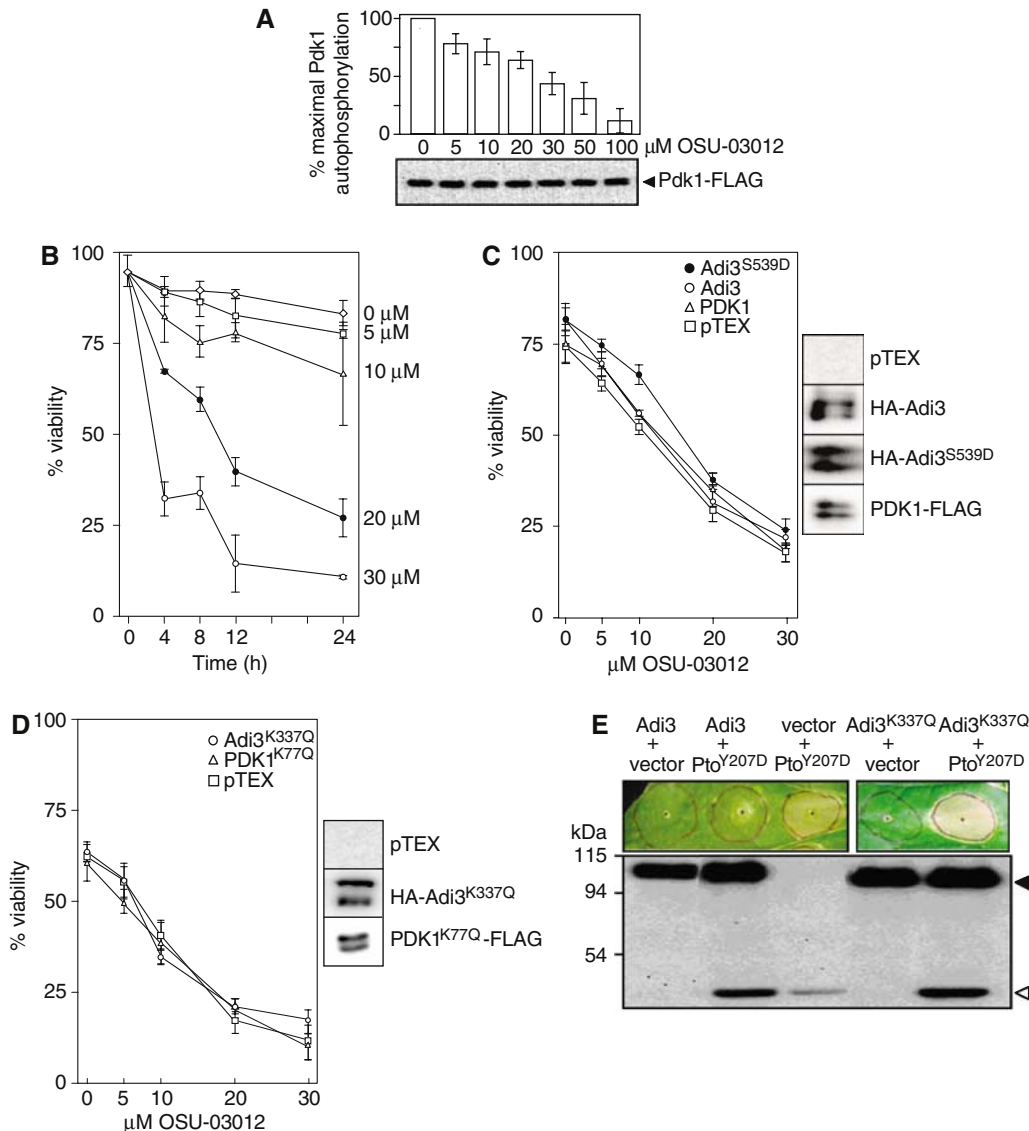 A
% maximal Pdk1
autophosphorylation
100
50
0
0 5 10 20 30 50 100 μM OSU-03012
Pdk1-FLAG
B
% viability
100
75
50
25
0
0 μM
5 μM
10 μM
20 μM
30 μM
0 4 8 12 24
Time (h)
C
% viability
100
75
50
25
0
Adi3S539D
Adi3
PDK1
pTEX
0 5 10 20 30
μM OSU-03012
pTEX
HA-Adi3
HA-Adi3S539D
PDK1-FLAG
D
% viability
100
75
50
25
0
Adi3K337Q
PDK1K77Q
pTEX
0 5 10 20 30
μM OSU-03012
pTEX
HA-Adi3K337Q
PDK1K77Q-FLAG
E
Adi3 Adi3 vector Adi3K337Q Adi3K337Q
+ + + + +
vector PtoY207D PtoY207D vector PtoY207D
kDa
115
94
54